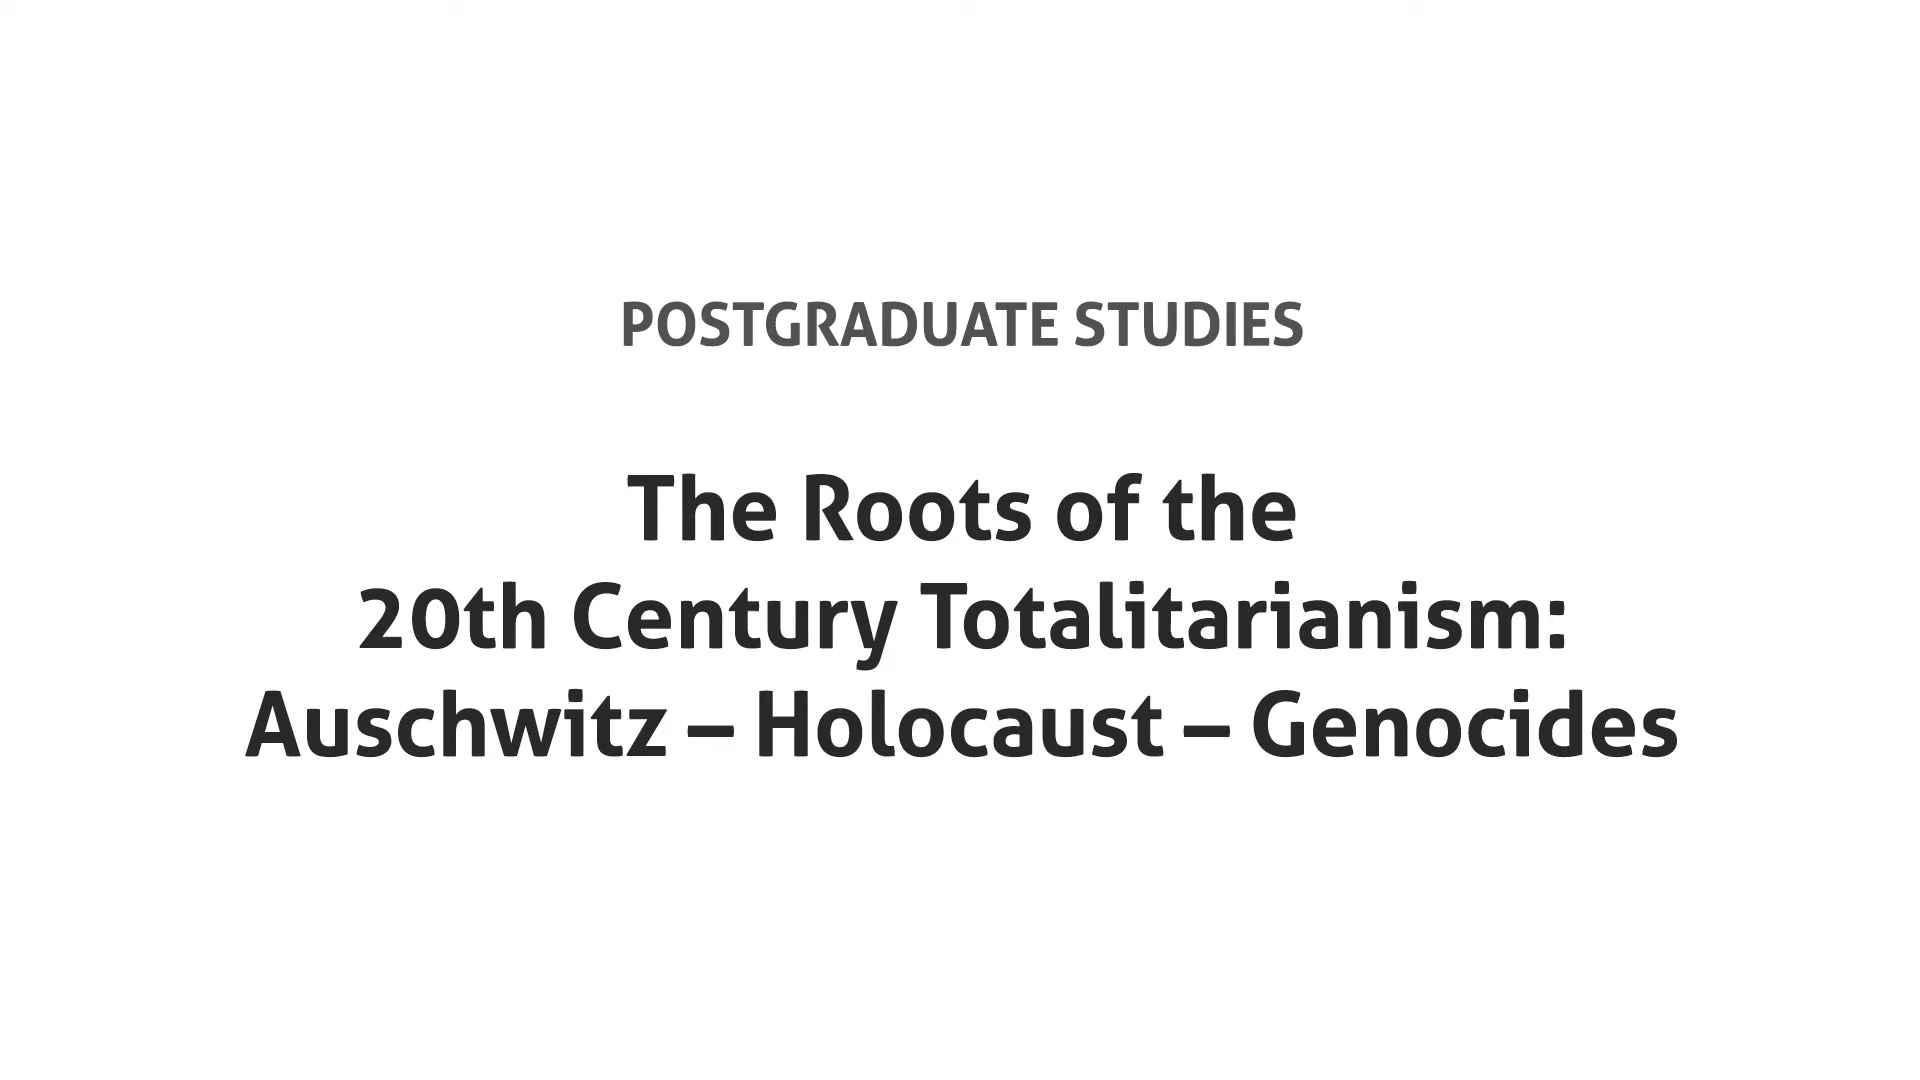 POSTGRADUATE STUDIES
The Roots of the
20th Century Totalitarianism:
Auschwitz – Holocaust – Genocides